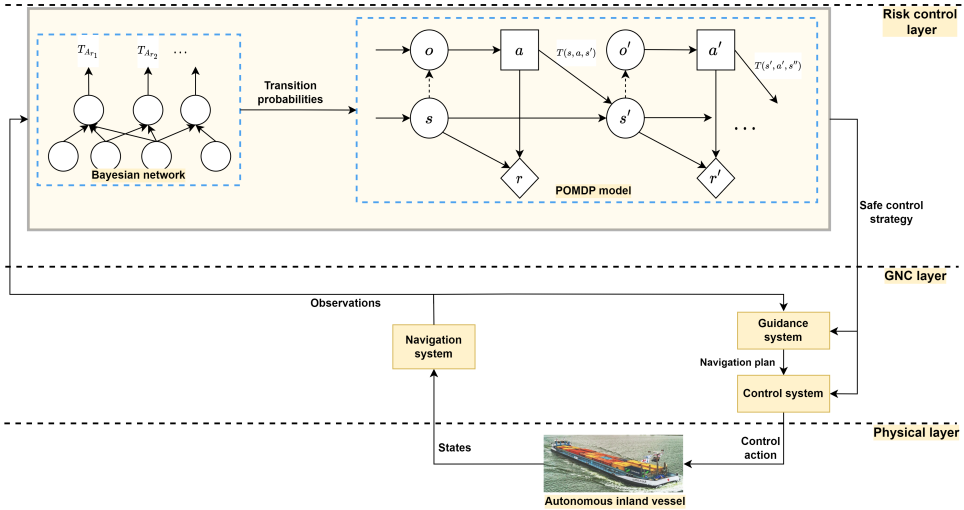 Risk control
layer
T_{A_{r_1}}
T_{A_{r_2}}
...
Bayesian network
Transition
probabilities
o
a
T(s, a, s′)
o′
a′
T(s′, a′, s″)
s
s′
...
r
r′
POMDP model
Safe control
strategy
GNC layer
Observations
Navigation
system
Guidance
system
Navigation plan
Control system
Physical layer
States
Control
action
Autonomous inland vessel